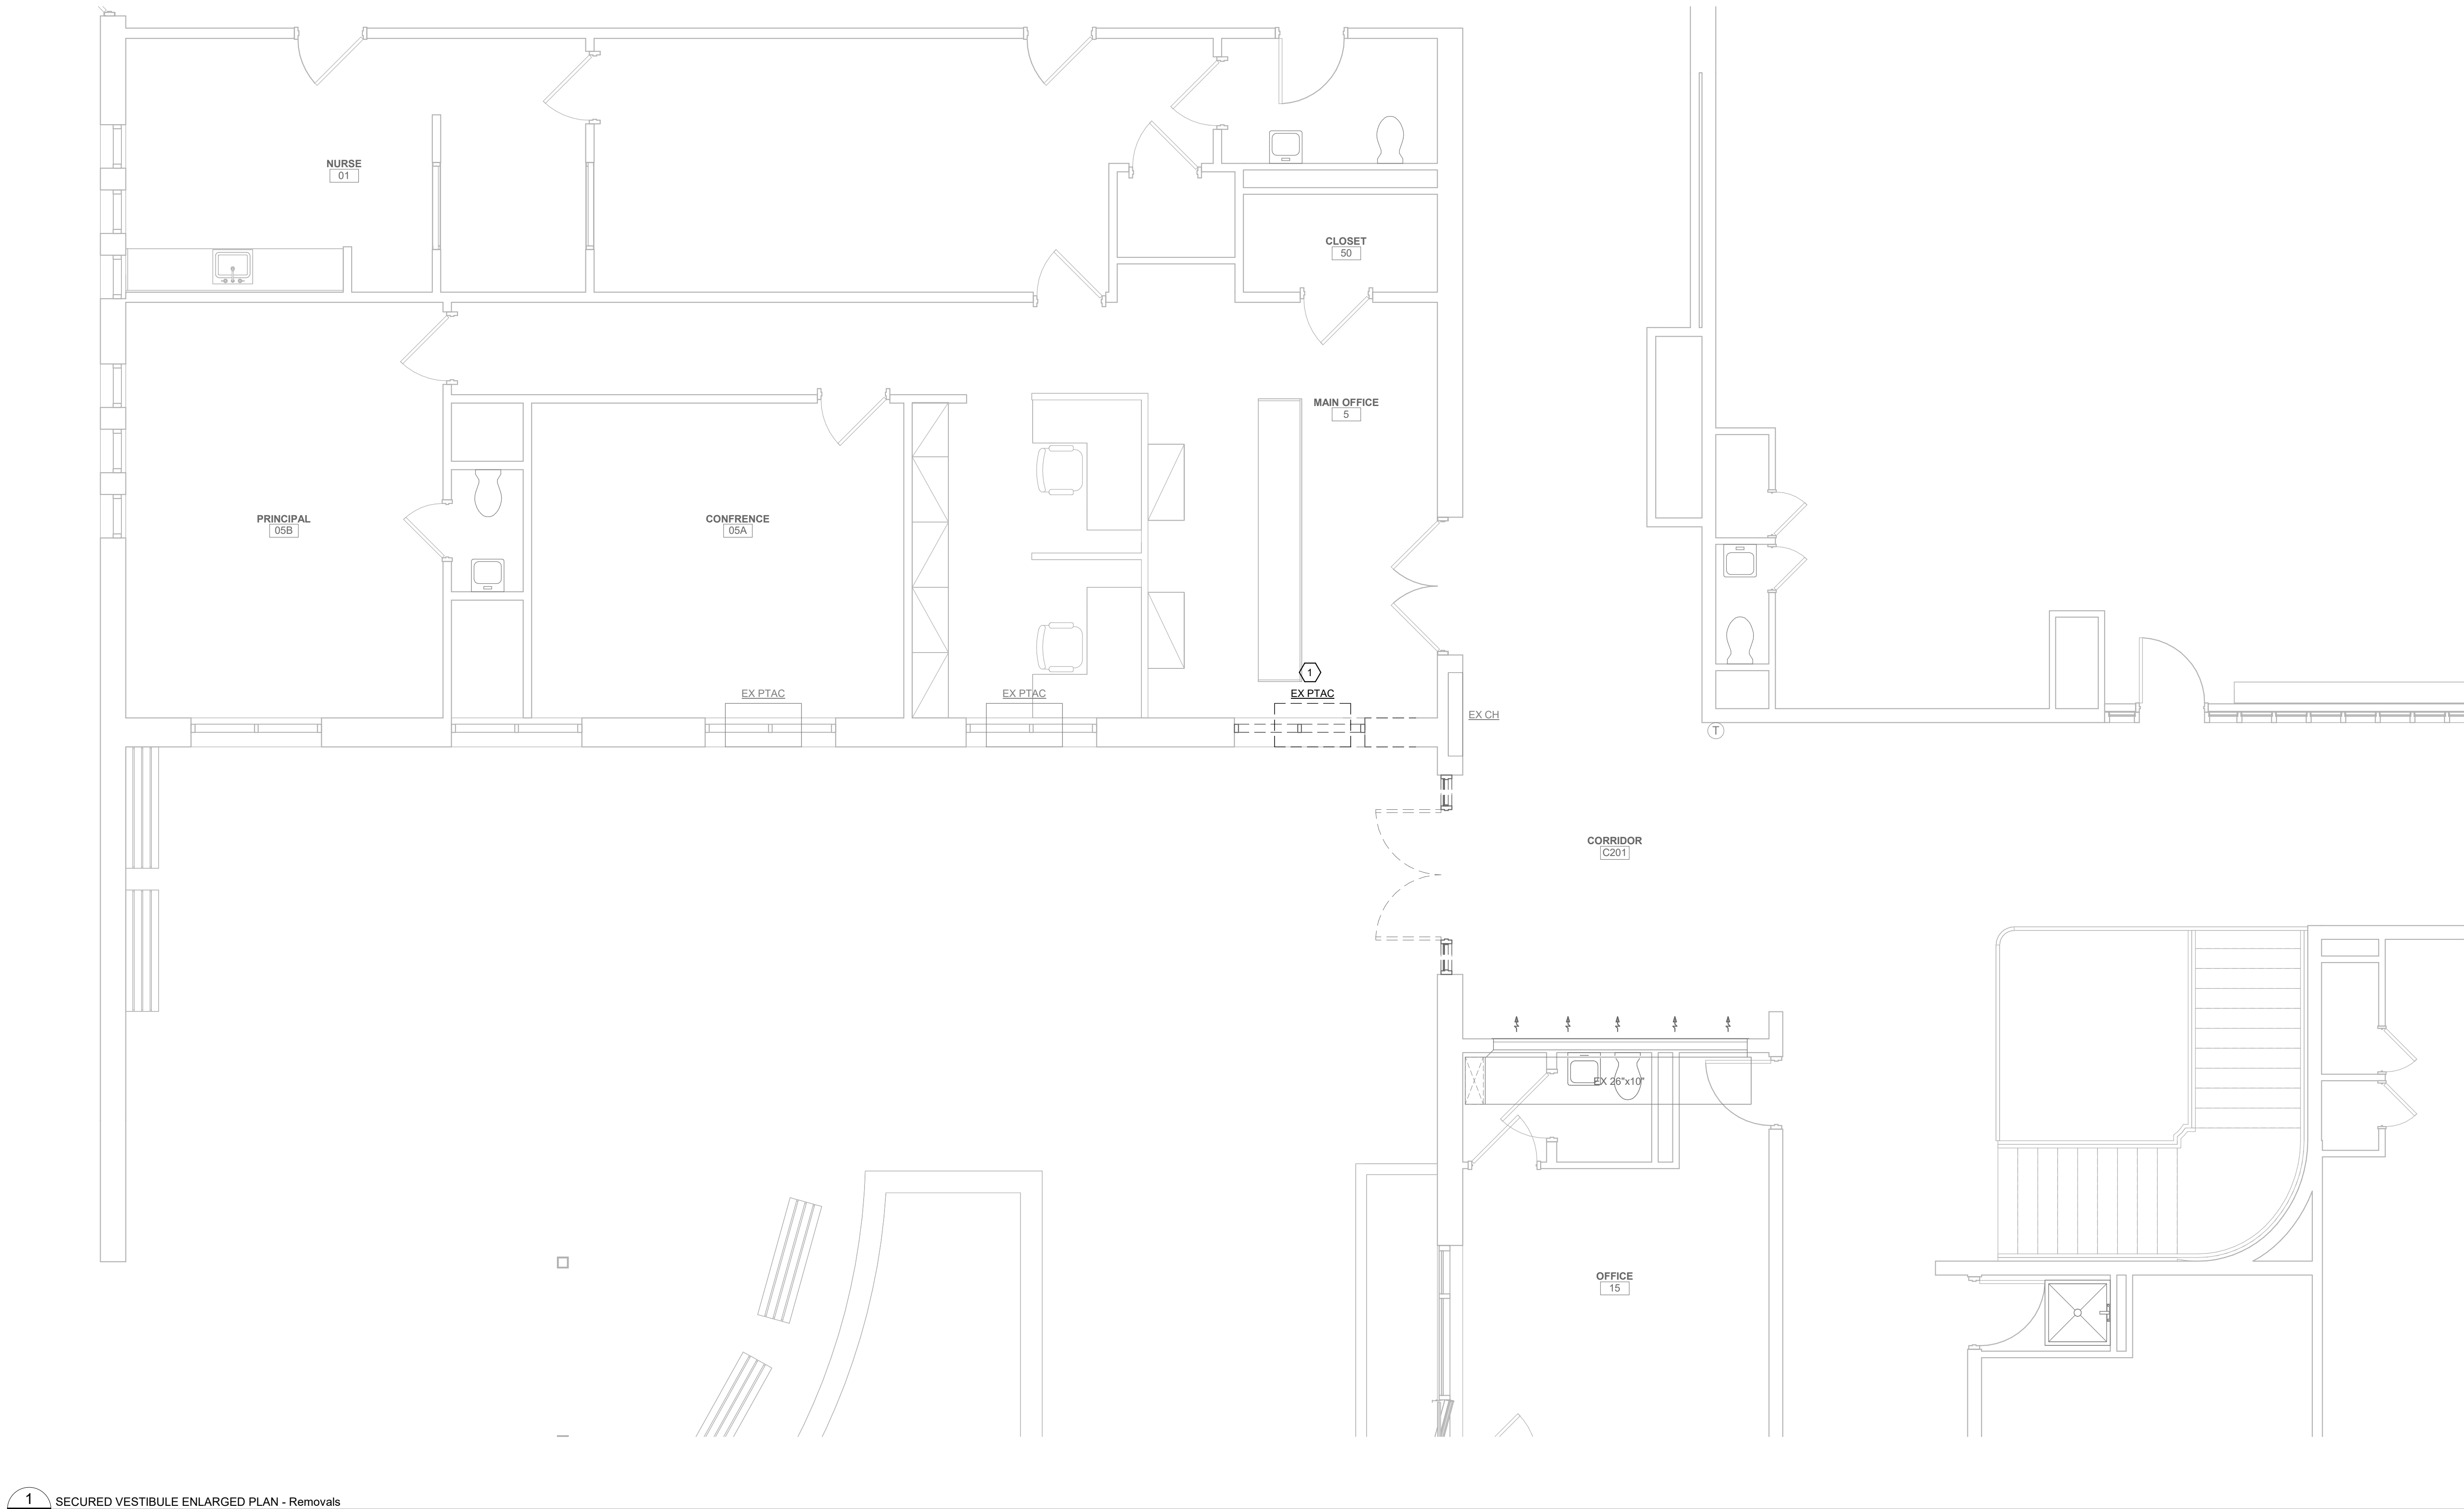 NURSE
01
CLOSET
50
MAIN OFFICE
5
PRINCIPAL
05B
CONFRENCE
05A
1
EX PTAC
EX PTAC
EX PTAC
EX CH
T
CORRIDOR
C201
EX 26"x10"
OFFICE
15
1
SECURED VESTIBULE ENLARGED PLAN - Removals